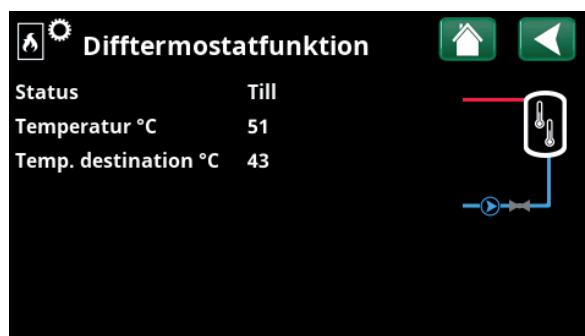 Difftermostatfunktion
Status Till
Temperatur °C 51
Temp. destination °C 43